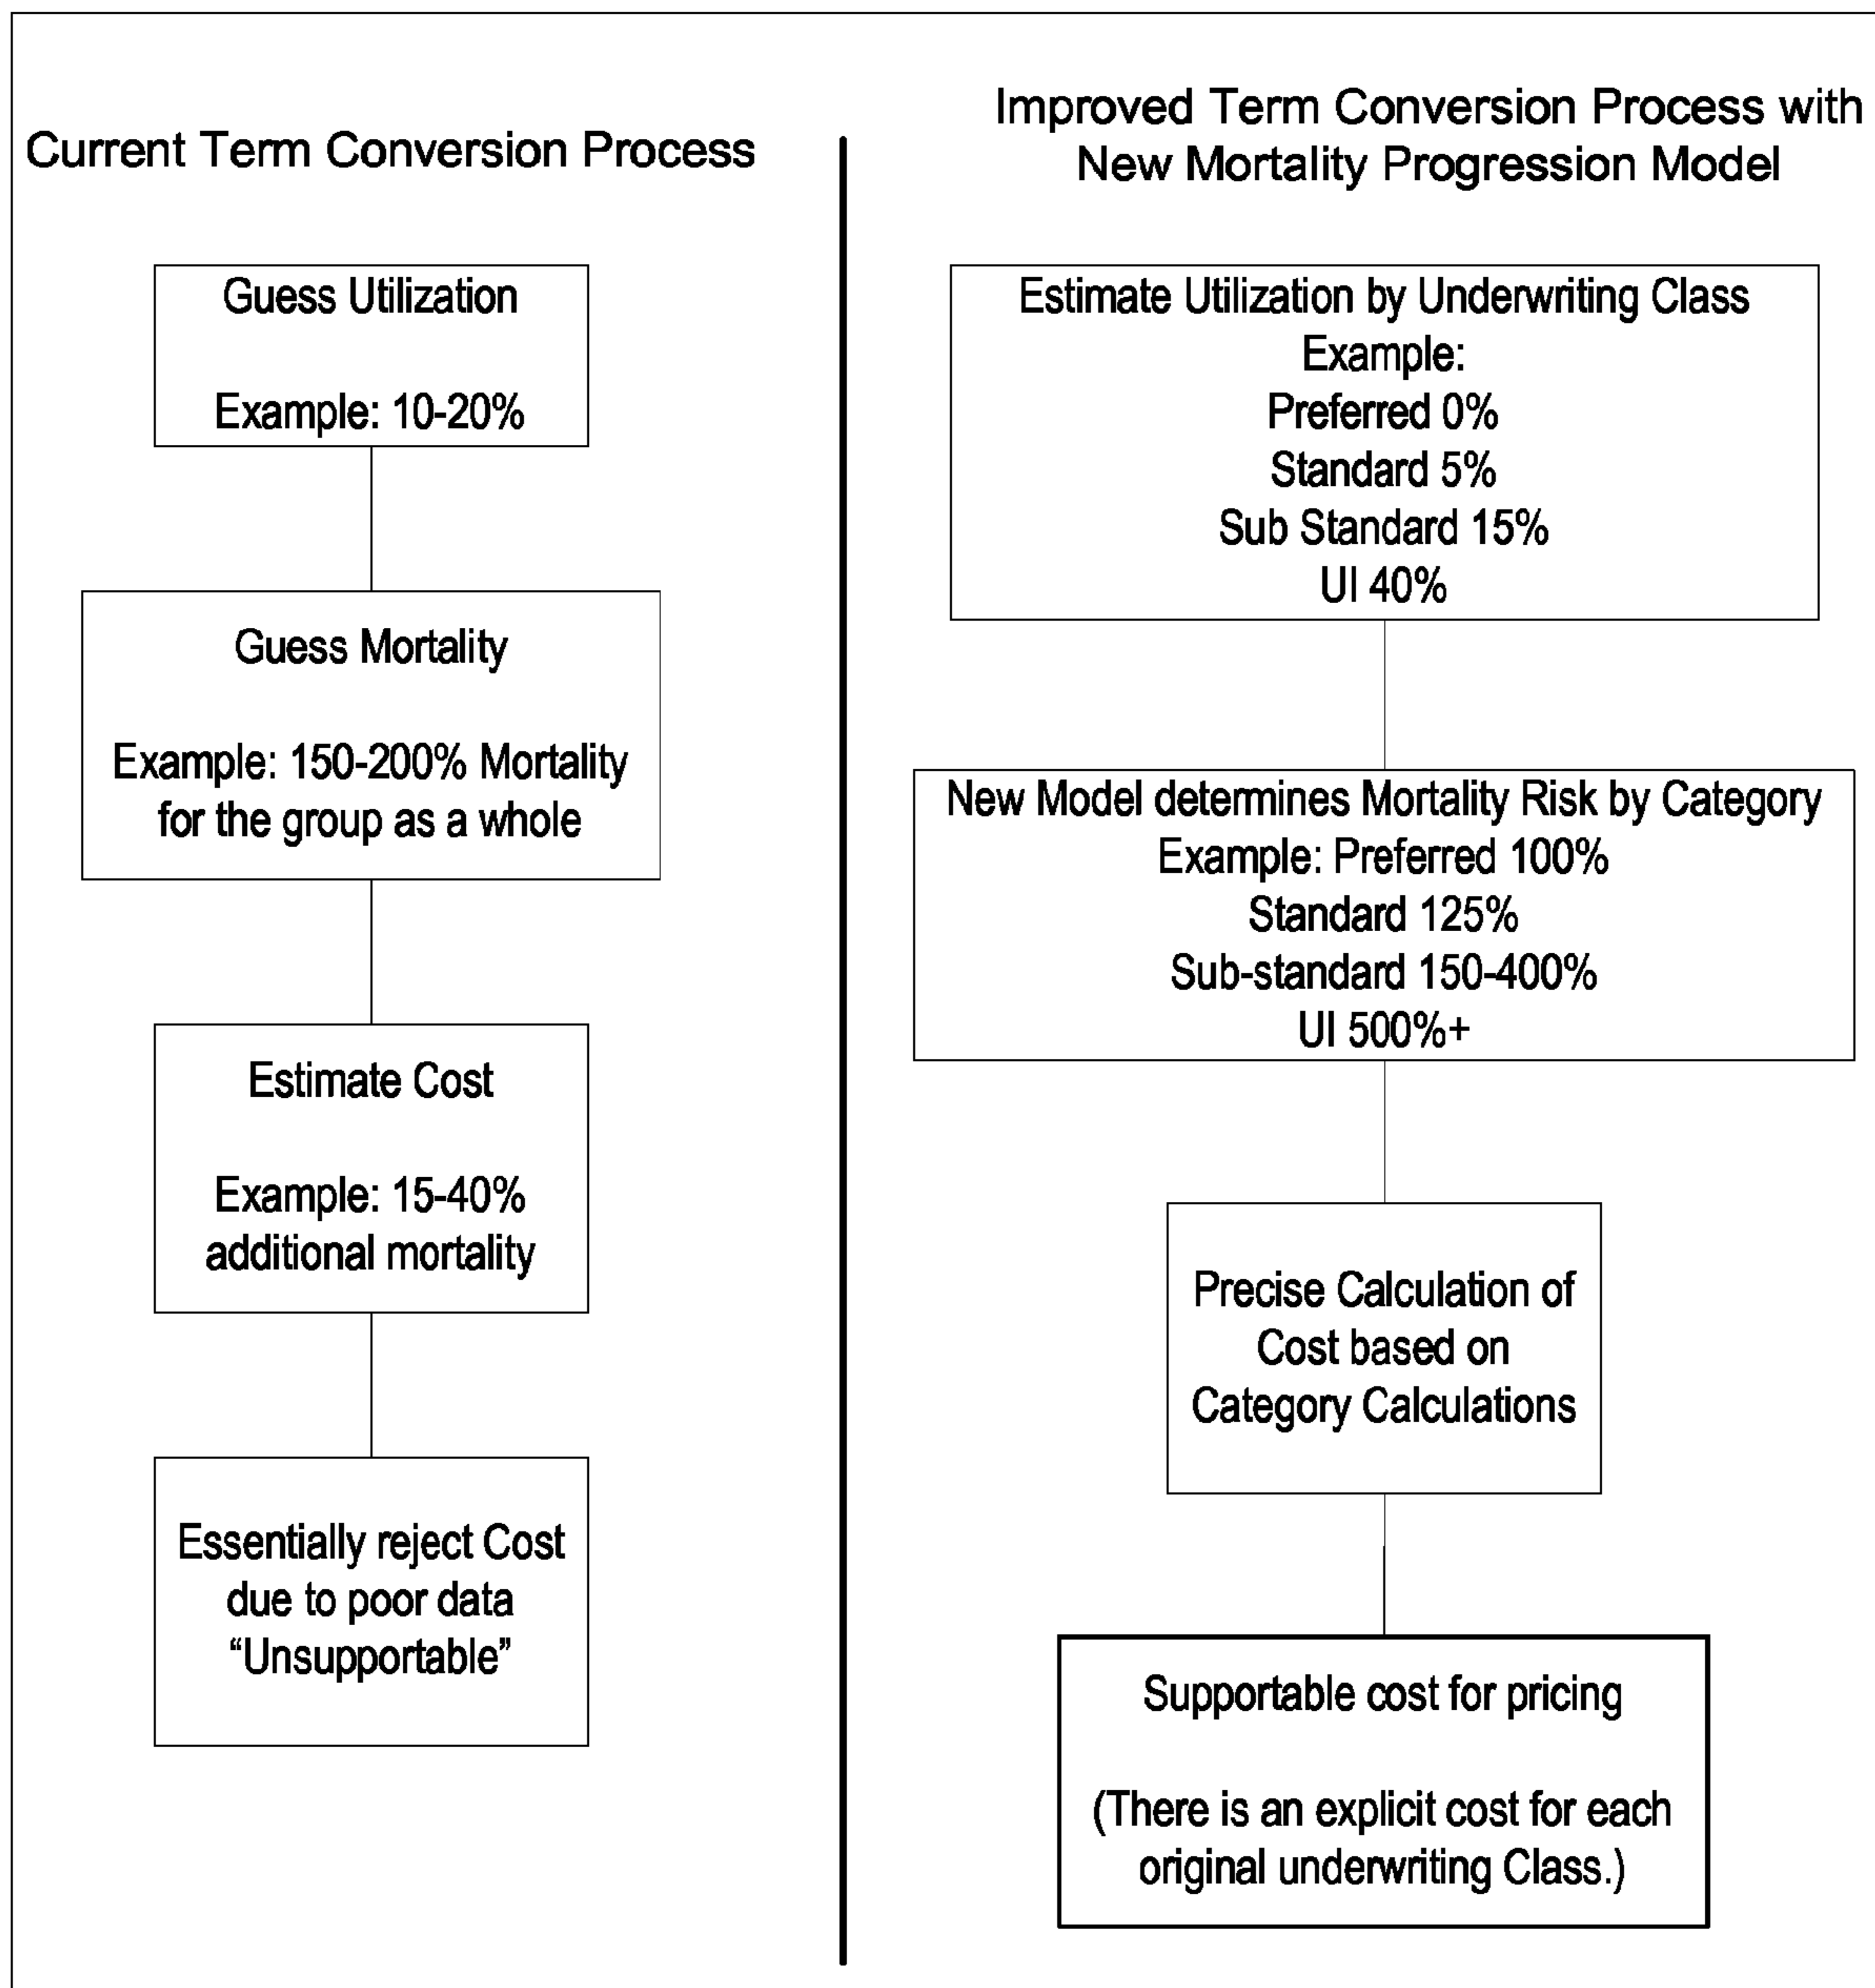 Current Term Conversion Process
Guess Utilization
Example: 10-20%
Guess Mortality
Example: 150-200% Mortality
for the group as a whole
Estimate Cost
Example: 15-40%
additional mortality
Essentially reject Cost
due to poor data
“Unsupportable”
Improved Term Conversion Process with
New Mortality Progression Model
Estimate Utilization by Underwriting Class
Example:
Preferred 0%
Standard 5%
Sub Standard 15%
UI 40%
New Model determines Mortality Risk by Category
Example: Preferred 100%
Standard 125%
Sub-standard 150-400%
UI 500%+
Precise Calculation of
Cost based on
Category Calculations
Supportable cost for pricing
(There is an explicit cost for each
original underwriting Class.)